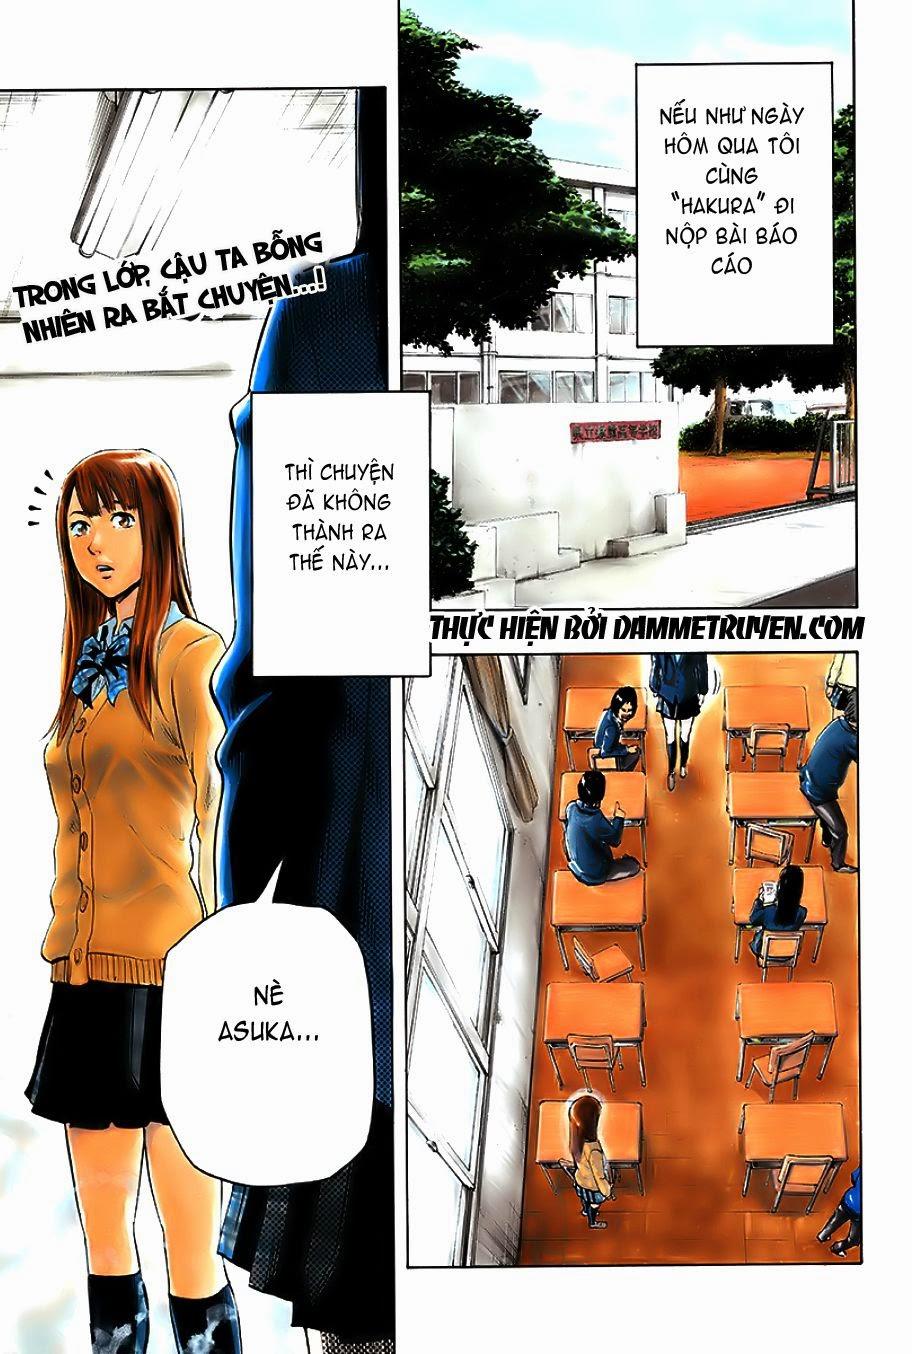 NẾU NHƯ NGÀY
HÔM QUA TÔI
CÙNG
“HAKURA” ĐI
NỘP BÀI BÁO
CÁO
TRONG LỚP, CẬU TA BỖNG
NHIÊN RA BẮT CHUYỆN...!
THÌ CHUYỆN
ĐÃ KHÔNG
THÀNH RA
THẾ NÀY...
THỰC HIỆN BỞI DAMMETRUYEN.COM
NÈ
ASUKA...